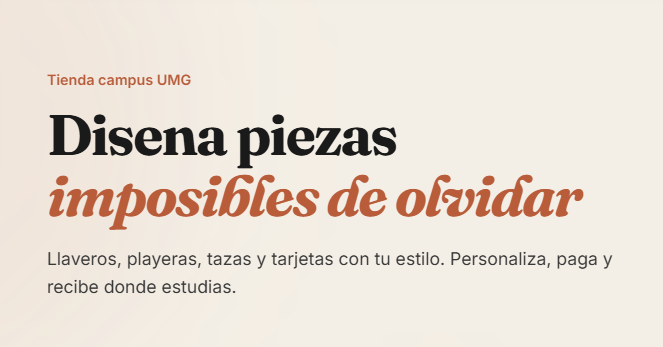 Tienda campus UMG
Disena piezas
imposibles de olvidar
Llaveros, playeras, tazas y tarjetas con tu estilo. Personaliza, paga y
recibe donde estudias.